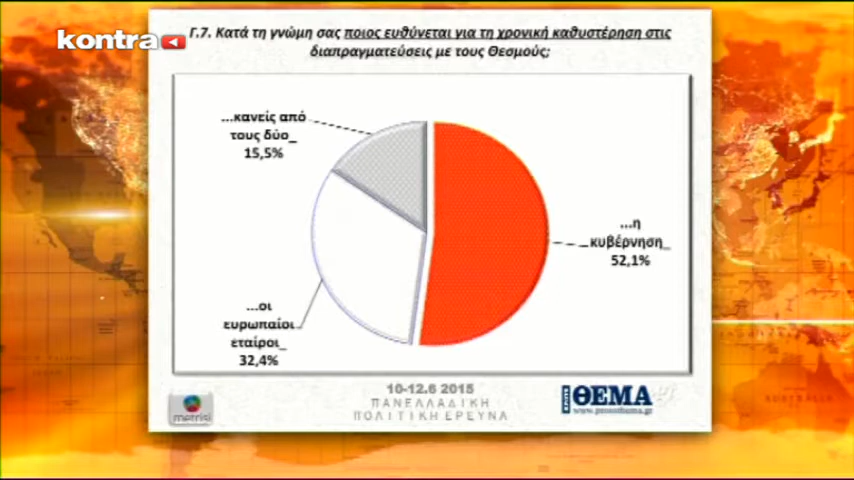 kontra
Γ.7. Κατά τη γνώμη σας ποιος ευθύνεται για τη χρονική καθυστέρηση στις
διαπραγματεύσεις με τους Θεσμούς;
...κανείς από
τους δύο_
15,5%
...η
κυβέρνηση_
52,1%
...οι
ευρωπαίοι
εταίροι_
32,4%
metrisi
10-12.6 2015
ΠΑΝΕΛΛΑΔΙΚΗ
ΠΟΛΙΤΙΚΗ ΕΡΕΥΝΑ
ΠΡΩΤΟ
ΘΕΜΑ
www.protothema.gr